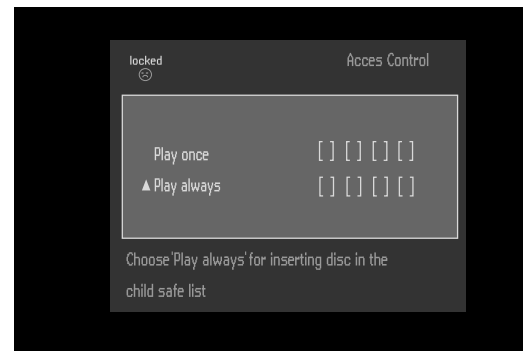 locked
Acces Control
Play once [ ] [ ] [ ] [ ]
▲ Play always [ ] [ ] [ ] [ ]
Choose 'Play always' for inserting disc in the
child safe list